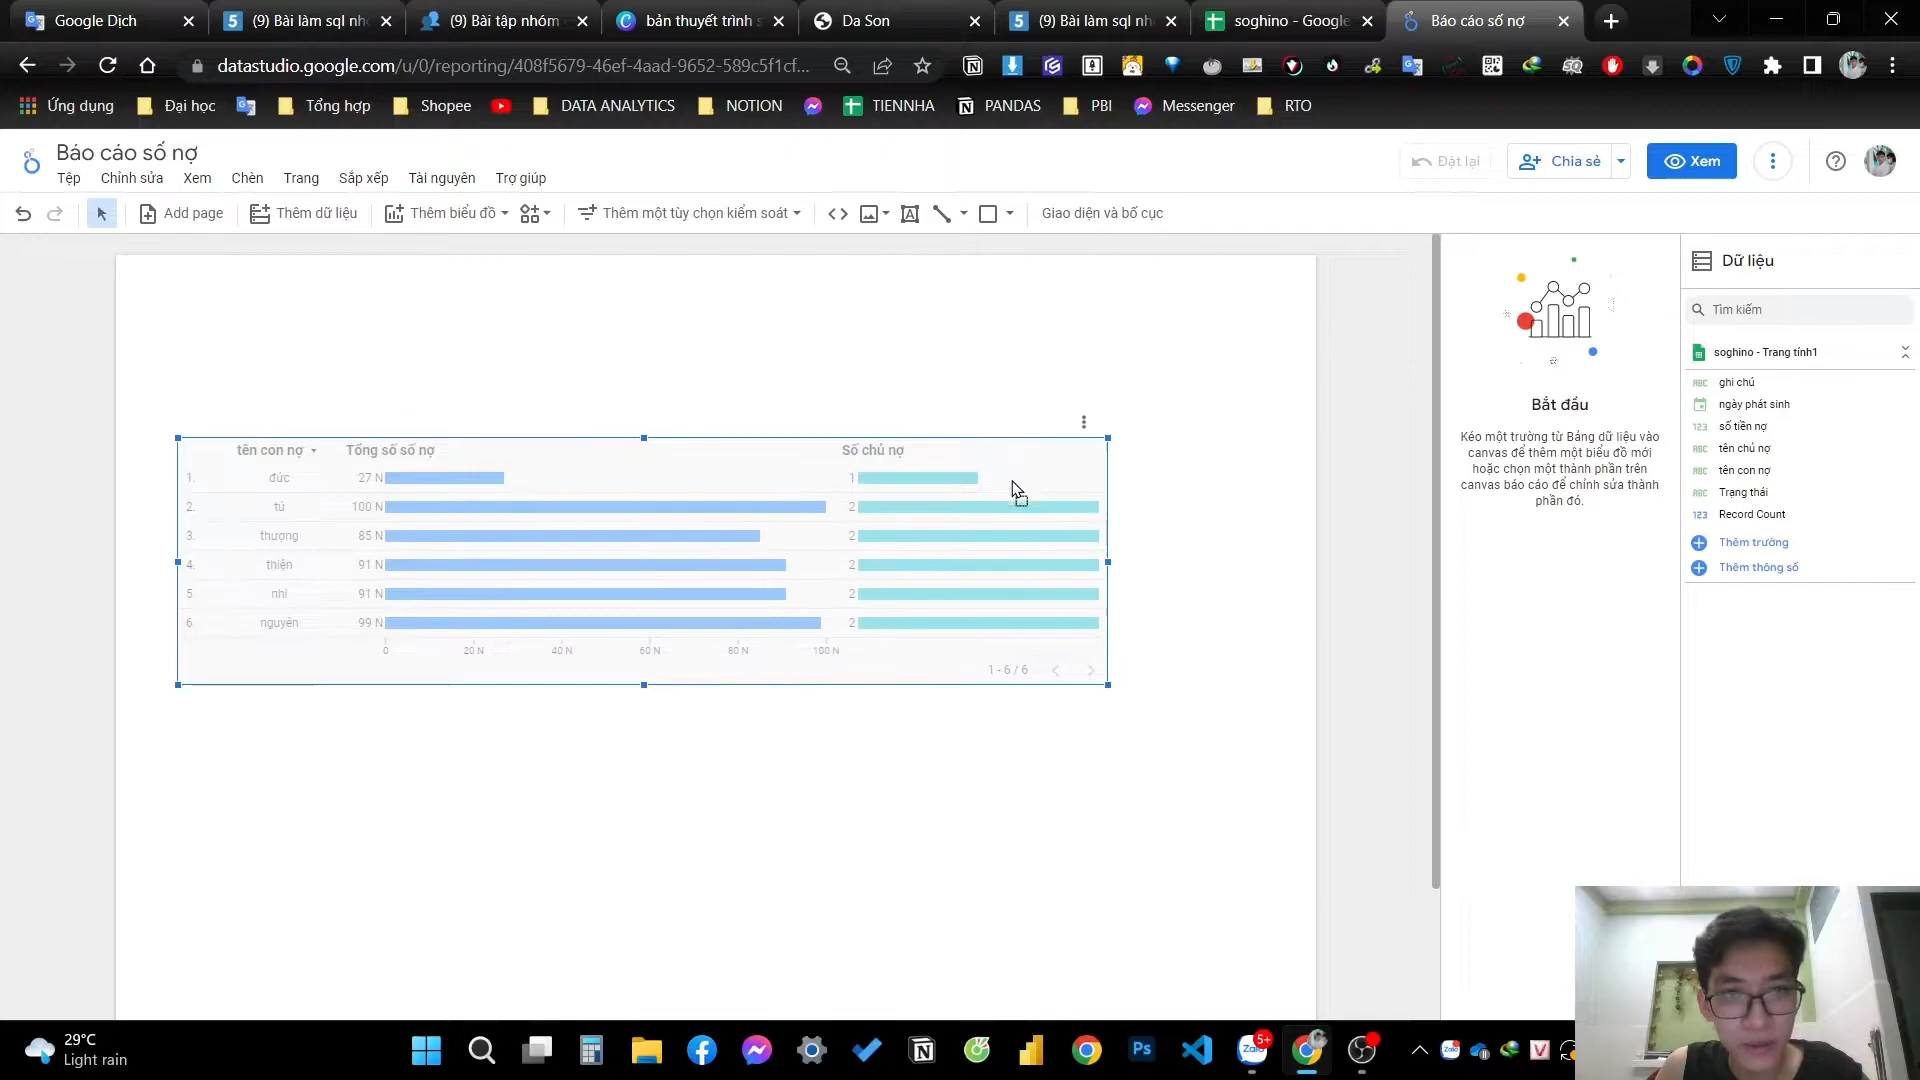 Google Dịch
(9) Bài làm sql nh
(9) Bài tập nhóm
bản thuyết trình s
Da Son
(9) Bài làm sql nh
soghino - Google
Báo cáo số nợ
datastudio.google.com/u/0/reporting/408f5679-46ef-4aad-9652-589c5f1cf...
Ứng dụng
Đại học
Tổng hợp
Shopee
DATA ANALYTICS
NOTION
TIENNHA
PANDAS
PBI
Messenger
RTO
Báo cáo số nợ
Tệp Chỉnh sửa Xem Chèn Trang Sắp xếp Tài nguyên Trợ giúp
Đặt lại
Chia sẻ
Xem
Add page
Thêm dữ liệu
Thêm biểu đồ
Thêm một tùy chọn kiểm soát
Giao diện và bố cục
tên con nợ Tổng số số nợ Số chủ nợ
1. đức 27 N 1
2. tú 100 N 2
3. thượng 85 N 2
4. thiện 91 N 2
5. nhi 91 N 2
6. nguyên 99 N 2
0 20 N 40 N 60 N 80 N 100 N
1 - 6 / 6
Bắt đầu
Kéo một trường từ Bảng dữ liệu vào
canvas để thêm một biểu đồ mới
hoặc chọn một thành phần trên
canvas báo cáo để chỉnh sửa thành
phần đó.
Dữ liệu
Tìm kiếm
soghino - Trang tính1
ABC ghi chú
ngày phát sinh
123 số tiền nợ
ABC tên chủ nợ
ABC tên con nợ
ABC Trạng thái
123 Record Count
Thêm trường
Thêm thông số
29°C
Light rain
Ps
Zalo
5+